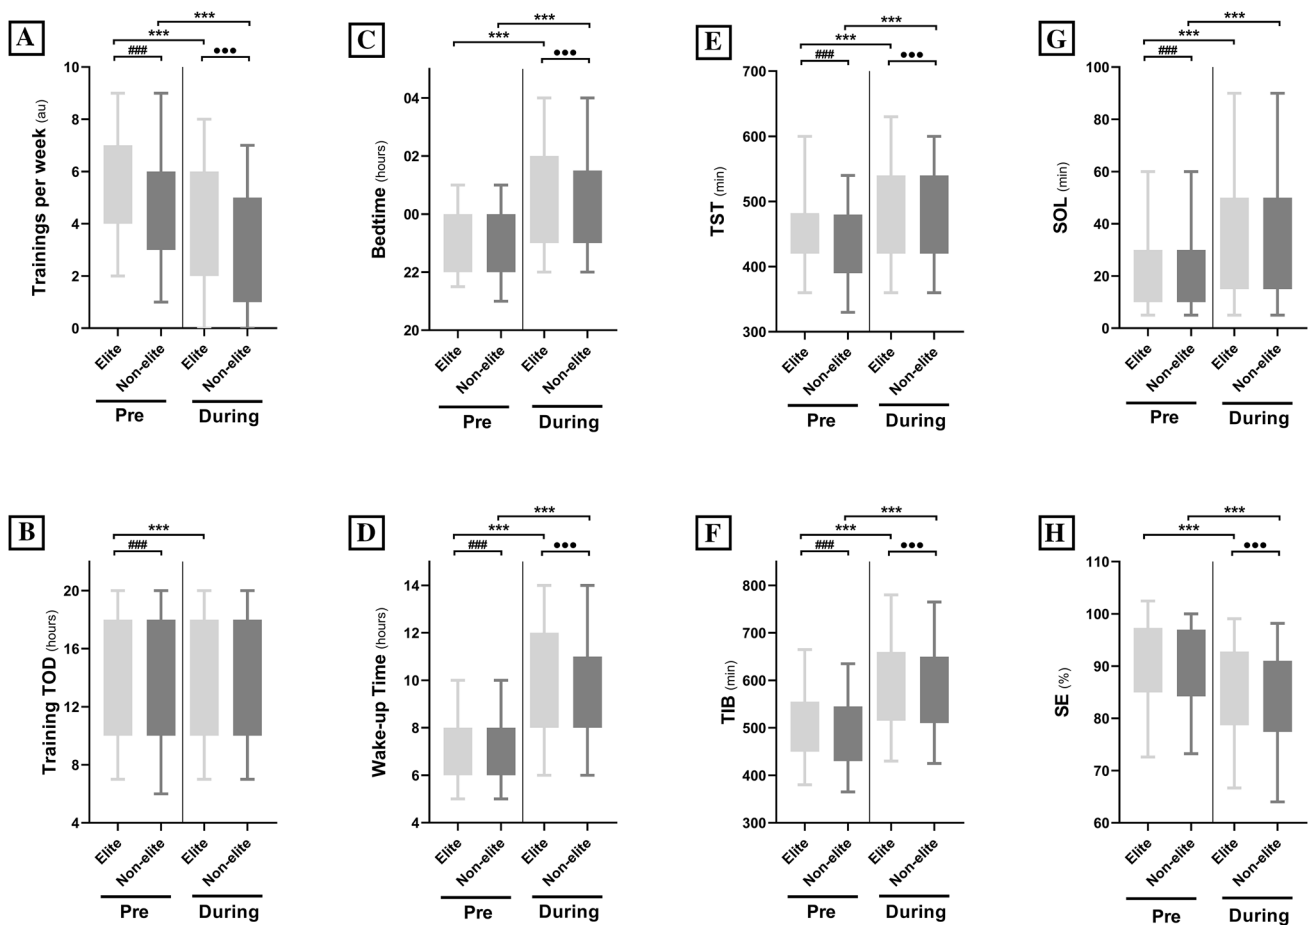 A
***
***
###
•••
Trainings per week (au)
10
8
6
4
2
0
Elite
Non-elite
Elite
Non-elite
Pre
During
C
***
***
•••
Bedtime (hours)
04
02
00
22
20
Elite
Non-elite
Elite
Non-elite
Pre
During
E
***
***
###
•••
TST (min)
700
600
500
400
300
Elite
Non-elite
Elite
Non-elite
Pre
During
G
***
***
###
SOL (min)
100
80
60
40
20
0
Elite
Non-elite
Elite
Non-elite
Pre
During
B
***
###
Training TOD (hours)
20
16
12
8
4
Elite
Non-elite
Elite
Non-elite
Pre
During
D
***
***
###
•••
Wake-up Time (hours)
14
12
10
8
6
4
Elite
Non-elite
Elite
Non-elite
Pre
During
F
***
***
###
•••
TIB (min)
800
700
600
500
400
300
Elite
Non-elite
Elite
Non-elite
Pre
During
H
***
***
•••
SE (%)
110
100
90
80
70
60
Elite
Non-elite
Elite
Non-elite
Pre
During